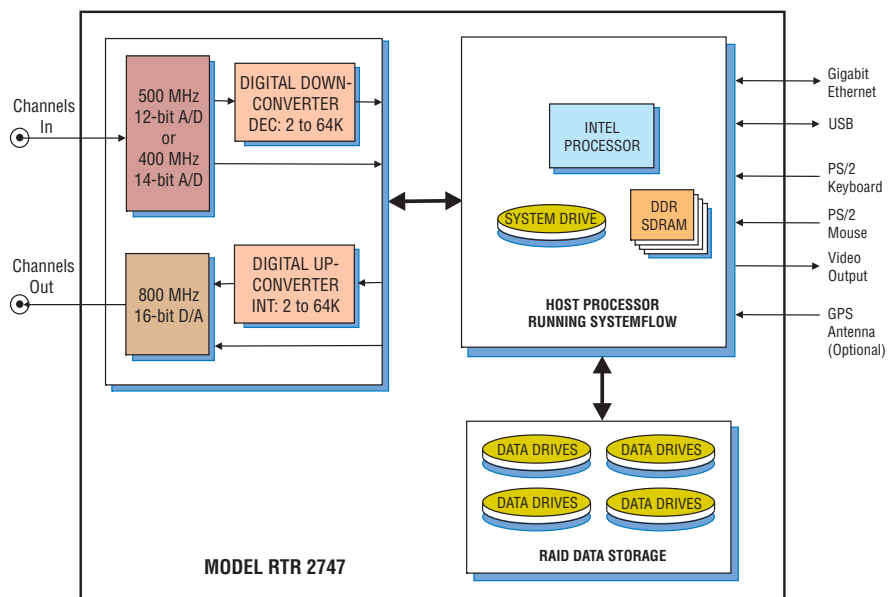 Channels
In
500 MHz
12-bit A/D
or
400 MHz
14-bit A/D
DIGITAL DOWN-
CONVERTER
DEC: 2 to 64K
Channels
Out
800 MHz
16-bit D/A
DIGITAL UP-
CONVERTER
INT: 2 to 64K
INTEL
PROCESSOR
SYSTEM DRIVE
DDR
SDRAM
HOST PROCESSOR
RUNNING SYSTEMFLOW
Gigabit
Ethernet
USB
PS/2
Keyboard
PS/2
Mouse
Video
Output
GPS
Antenna
(Optional)
DATA DRIVES
DATA DRIVES
DATA DRIVES
DATA DRIVES
RAID DATA STORAGE
MODEL RTR 2747